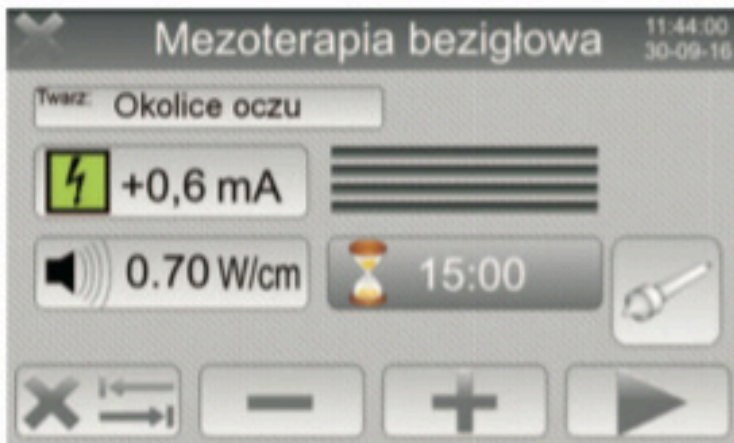 Mezoterapia bezigłowa
11:44:00
30-09-16
Twarz: Okolice oczu
+0,6 mA
0.70 W/cm
15:00